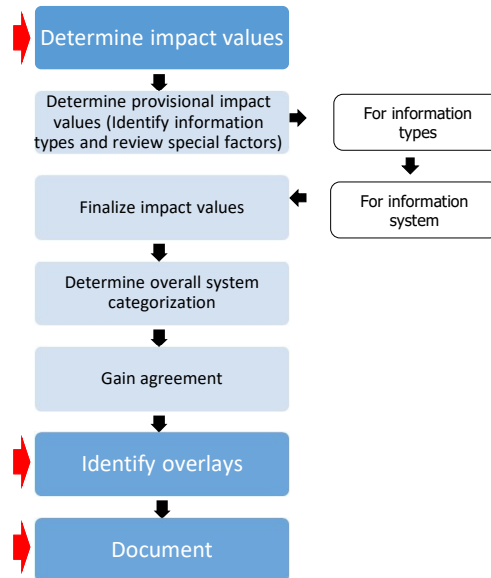 Determine impact values
Determine provisional impact
values (Identify information
types and review special factors)
For information
types
For information
system
Finalize impact values
Determine overall system
categorization
Gain agreement
Identify overlays
Document